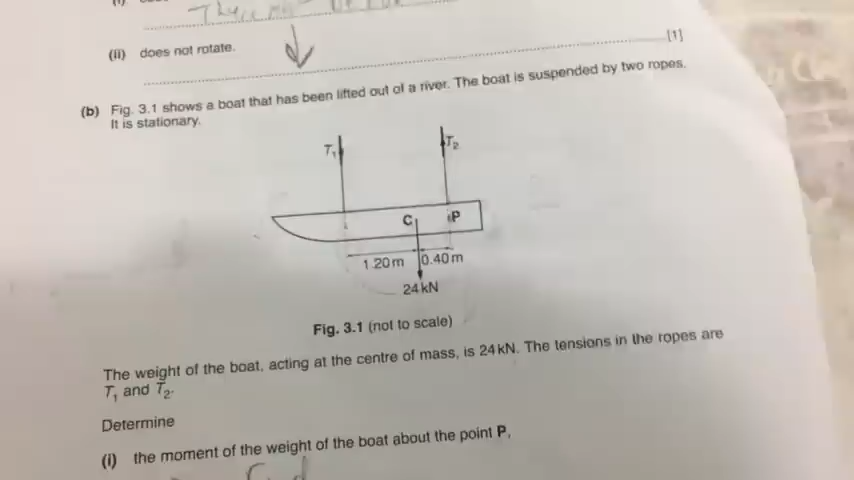 (ii) does not rotate.
[1]
(b) Fig. 3.1 shows a boat that has been lifted out of a river. The boat is suspended by two ropes.
It is stationary.
T₁ T₂
C P
1.20 m 0.40 m
24 kN
Fig. 3.1 (not to scale)
The weight of the boat, acting at the centre of mass, is 24 kN. The tensions in the ropes are
T₁ and T₂.
Determine
(i) the moment of the weight of the boat about the point P,